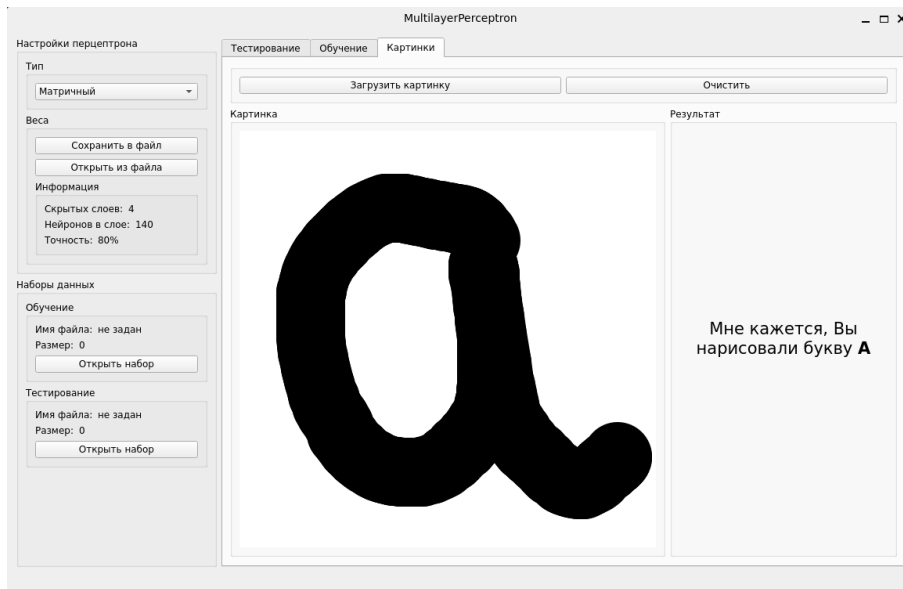 MultilayerPerceptron
Настройки перцептрона
Тип
Матричный
Веса
Сохранить в файл
Открыть из файла
Информация
Скрытых слоев: 4
Нейронов в слое: 140
Точность: 80%
Наборы данных
Обучение
Имя файла: не задан
Размер: 0
Открыть набор
Тестирование
Имя файла: не задан
Размер: 0
Открыть набор
Тестирование Обучение Картинки
Загрузить картинку Очистить
Картинка
a
Результат
Мне кажется, Вы
нарисовали букву А